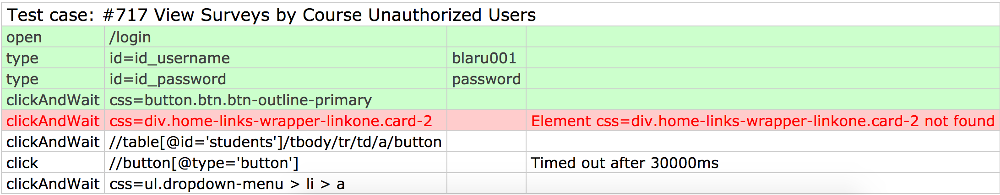 Test case: #717 View Surveys by Course Unauthorized Users
open /login
type id=id_username blaru001
type id=id_password password
clickAndWait css=button.btn.btn-outline-primary
clickAndWait css=div.home-links-wrapper-linkone.card-2 Element css=div.home-links-wrapper-linkone.card-2 not found
clickAndWait //table[@id='students']/tbody/tr/td/a/button
click //button[@type='button'] Timed out after 30000ms
clickAndWait css=ul.dropdown-menu > li > a